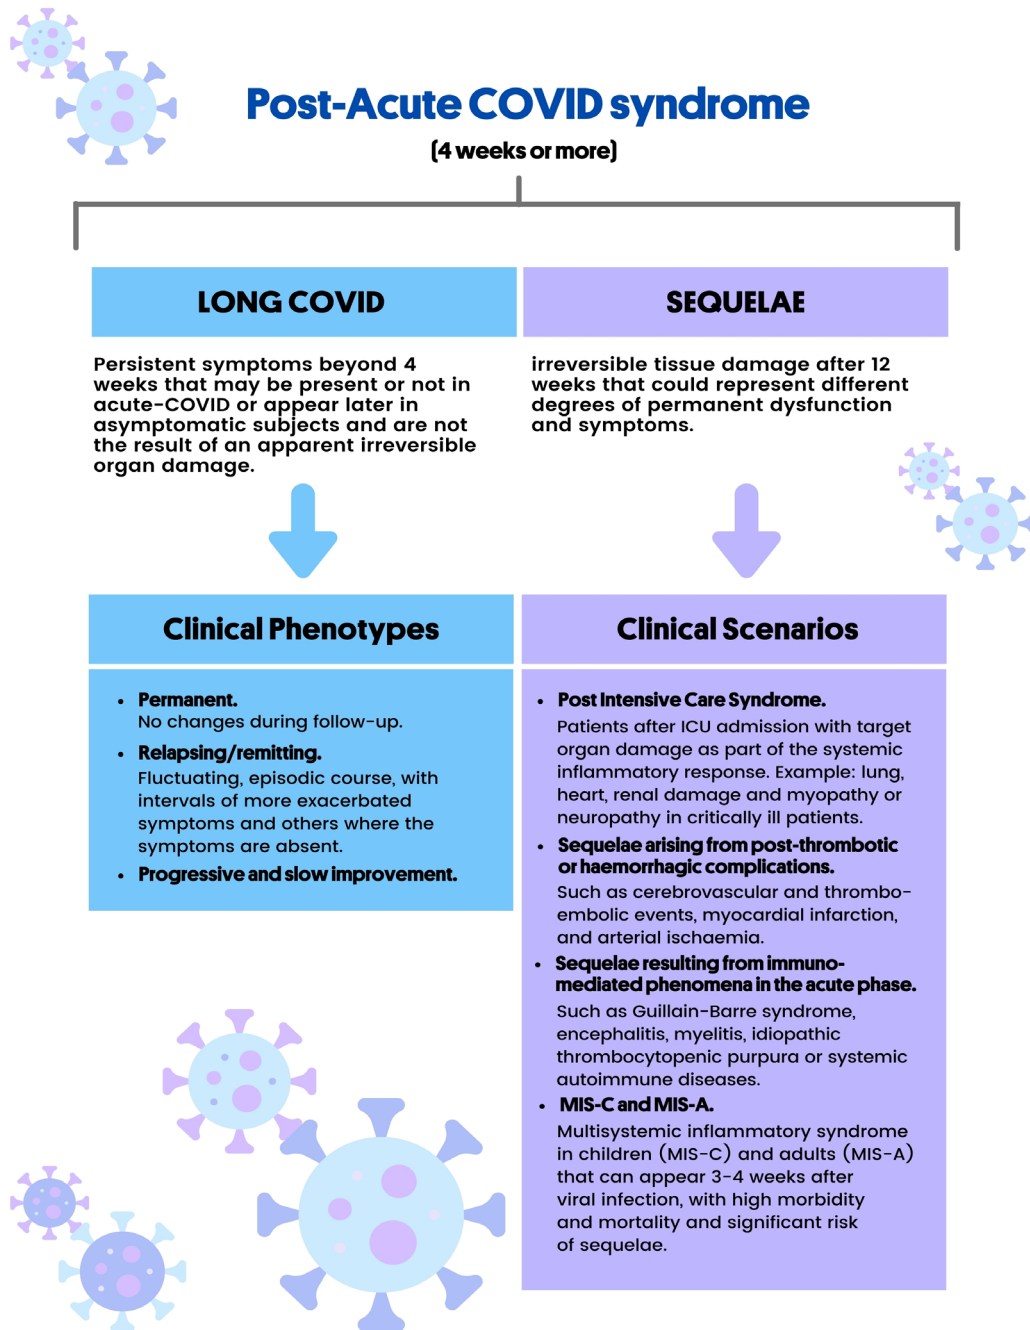 Post-Acute COVID syndrome
(4 weeks or more)
LONG COVID
Persistent symptoms beyond 4
weeks that may be present or not in
acute-COVID or appear later in
asymptomatic subjects and are not
the result of an apparent irreversible
organ damage.
Clinical Phenotypes
• Permanent.
No changes during follow-up.
• Relapsing/remitting.
Fluctuating, episodic course, with
intervals of more exacerbated
symptoms and others where the
symptoms are absent.
• Progressive and slow improvement.
SEQUELAE
irreversible tissue damage after 12
weeks that could represent different
degrees of permanent dysfunction
and symptoms.
Clinical Scenarios
• Post Intensive Care Syndrome.
Patients after ICU admission with target
organ damage as part of the systemic
inflammatory response. Example: lung,
heart, renal damage and myopathy or
neuropathy in critically ill patients.
• Sequelae arising from post-thrombotic
or haemorrhagic complications.
Such as cerebrovascular and thrombo-
embolic events, myocardial infarction,
and arterial ischaemia.
• Sequelae resulting from immuno-
mediated phenomena in the acute phase.
Such as Guillain-Barre syndrome,
encephalitis, myelitis, idiopathic
thrombocytopenic purpura or systemic
autoimmune diseases.
• MIS-C and MIS-A.
Multisystemic inflammatory syndrome
in children (MIS-C) and adults (MIS-A)
that can appear 3-4 weeks after
viral infection, with high morbidity
and mortality and significant risk
of sequelae.